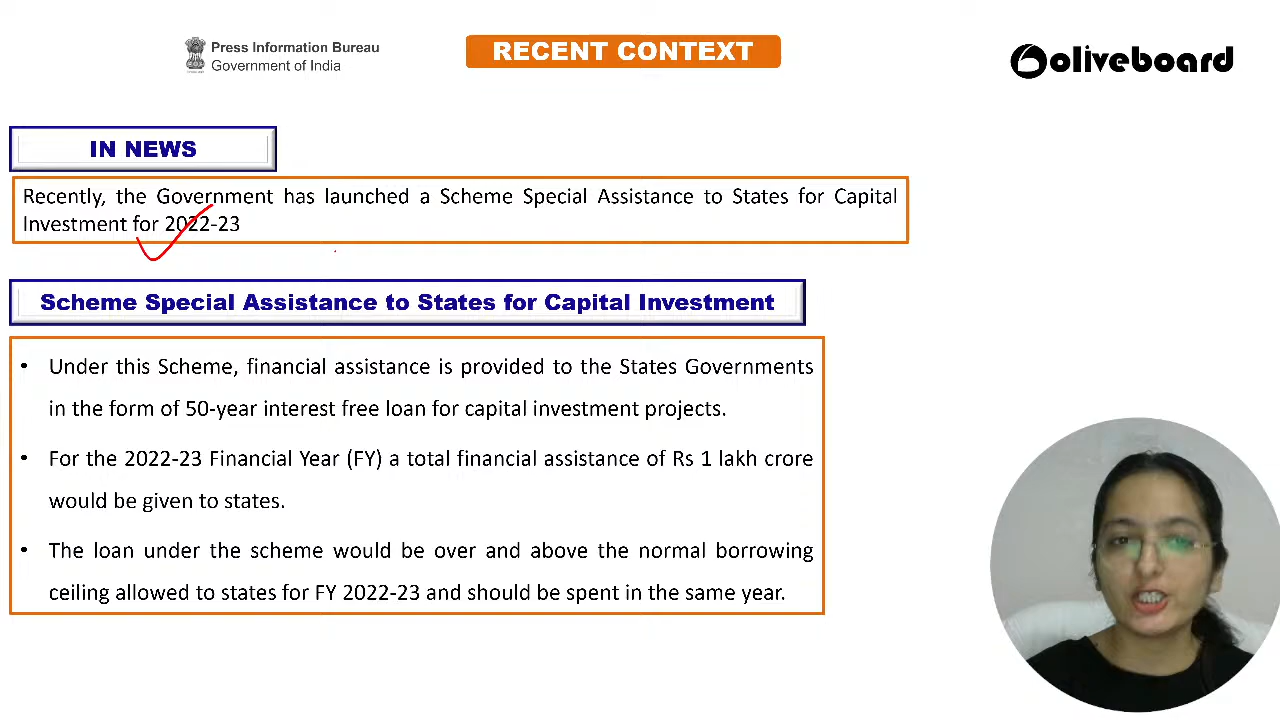 Press Information Bureau
Government of India
RECENT CONTEXT
oliveboard
IN NEWS
Recently, the Government has launched a Scheme Special Assistance to States for Capital
Investment for 2022-23
Scheme Special Assistance to States for Capital Investment
• Under this Scheme, financial assistance is provided to the States Governments
in the form of 50-year interest free loan for capital investment projects.
• For the 2022-23 Financial Year (FY) a total financial assistance of Rs 1 lakh crore
would be given to states.
• The loan under the scheme would be over and above the normal borrowing
ceiling allowed to states for FY 2022-23 and should be spent in the same year.